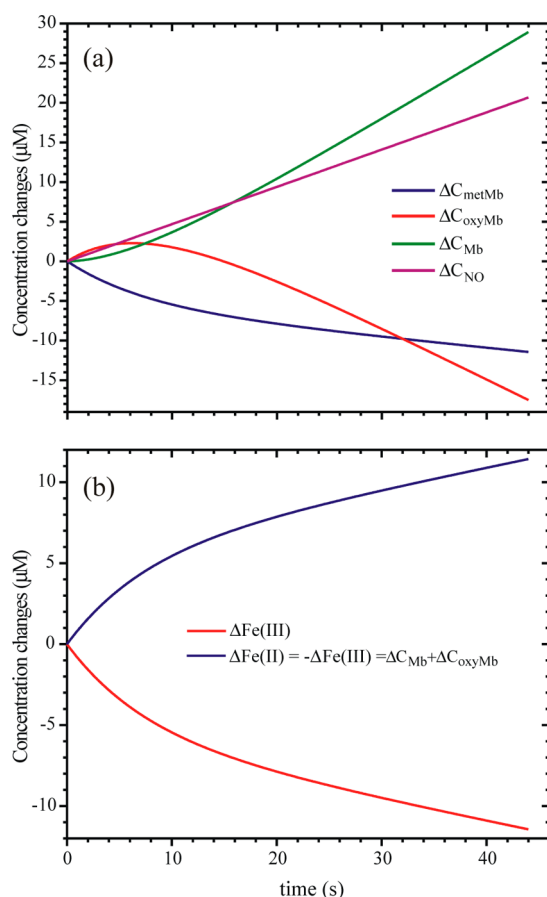 (a)
Concentration changes (µM)
30
25
20
15
10
5
0
-5
-10
-15
ΔC_metMb
ΔC_oxyMb
ΔC_Mb
ΔC_NO
(b)
Concentration changes (µM)
10
5
0
-5
-10
ΔFe(III)
ΔFe(II) = -ΔFe(III) =ΔC_Mb+ΔC_oxyMb
0 10 20 30 40
time (s)